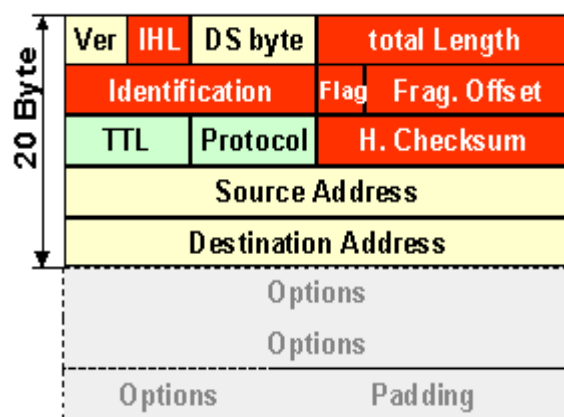 20 Byte
Ver IHL DS byte total Length
Identification Flag Frag. Offset
TTL Protocol H. Checksum
Source Address
Destination Address
Options
Options
Options Padding